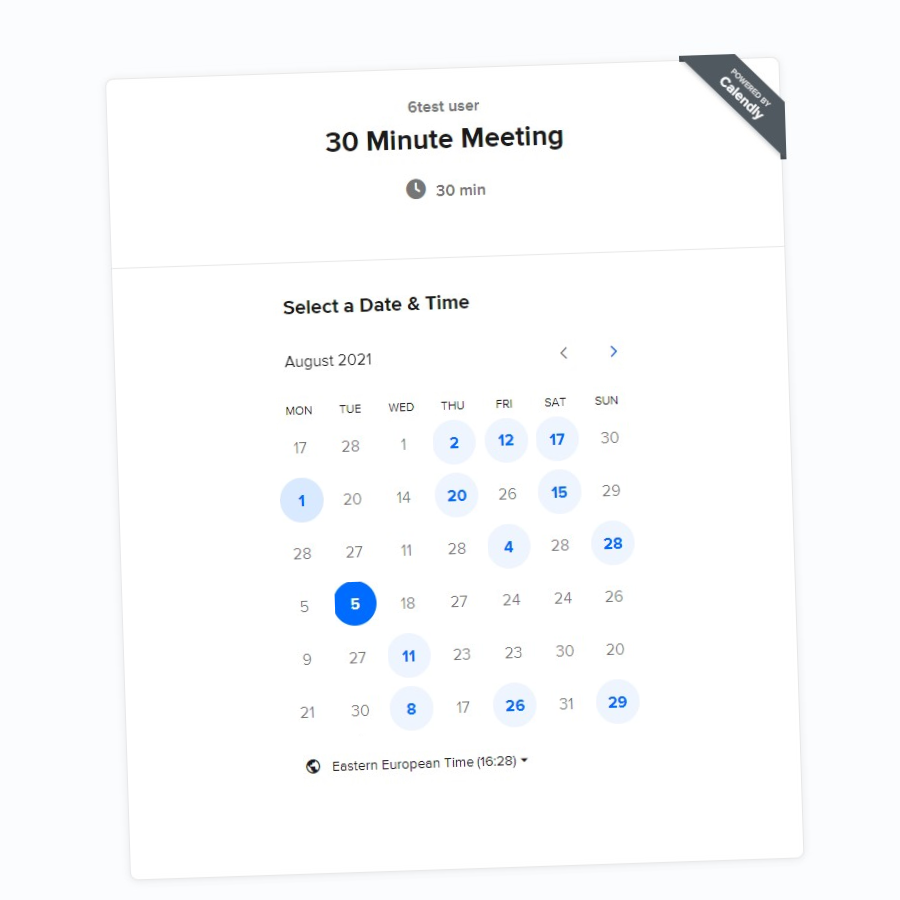 POWERED BY
Calendly
6test user
30 Minute Meeting
30 min
Select a Date & Time
August 2021
MON TUE WED THU FRI SAT SUN
17 28 1 2 12 17 30
1 20 14 20 26 15 29
28 27 11 28 4 28 28
5 5 18 27 24 24 26
9 27 11 23 23 30 20
21 30 8 17 26 31 29
Eastern European Time (16:28)